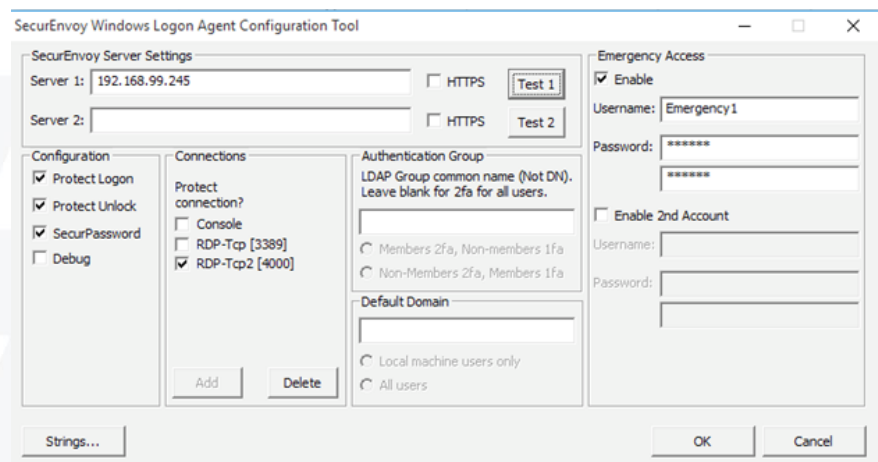 SecurEnvoy Windows Logon Agent Configuration Tool
SecurEnvoy Server Settings
Server 1: 192.168.99.245 HTTPS Test 1
Server 2: HTTPS Test 2
Configuration
Protect Logon
Protect Unlock
SecurPassword
Debug
Connections
Protect
connection?
Console
RDP-Tcp [3389]
RDP-Tcp2 [4000]
Add Delete
Authentication Group
LDAP Group common name (Not DN).
Leave blank for 2fa for all users.
Members 2fa, Non-members 1fa
Non-Members 2fa, Members 1fa
Default Domain
Local machine users only
All users
Emergency Access
Enable
Username: Emergency1
Password: ******
******
Enable 2nd Account
Username:
Password:
Strings... OK Cancel